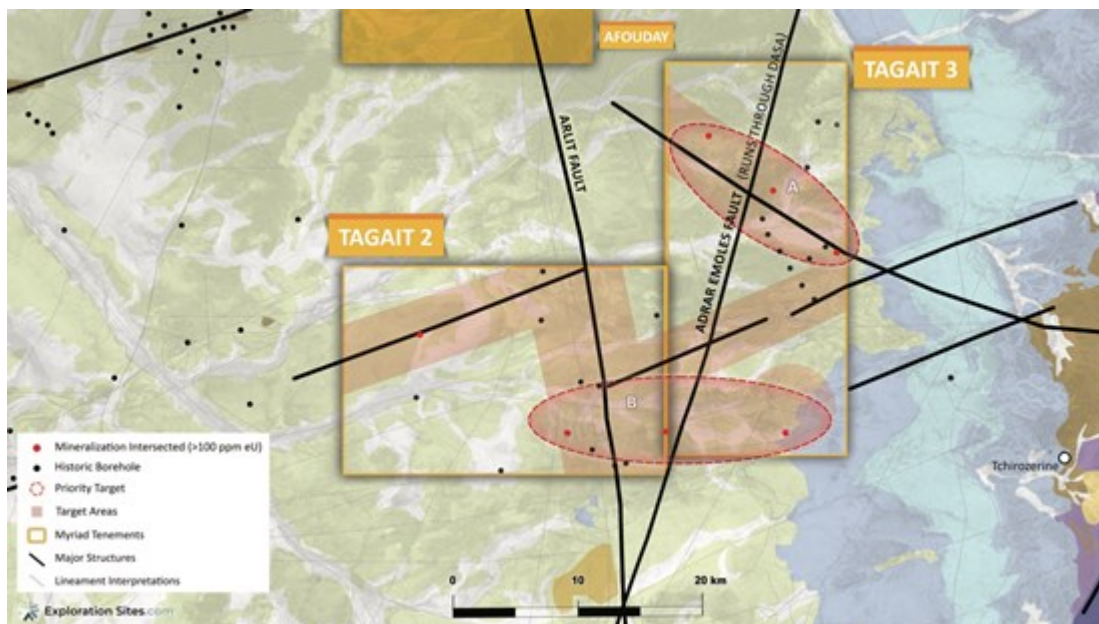 AFOUDAY
TAGAIT 3
ARLIT FAULT
ADRAR EMOLES FAULT (RUNS THROUGH DASA)
A
TAGAIT 2
B
Mineralization Intersected (>100 ppm eU)
Historic Borehole
Priority Target
Target Areas
Myriad Tenements
Major Structures
Lineament Interpretations
Tchirozerine
0 10 20 km
Exploration Sites.com